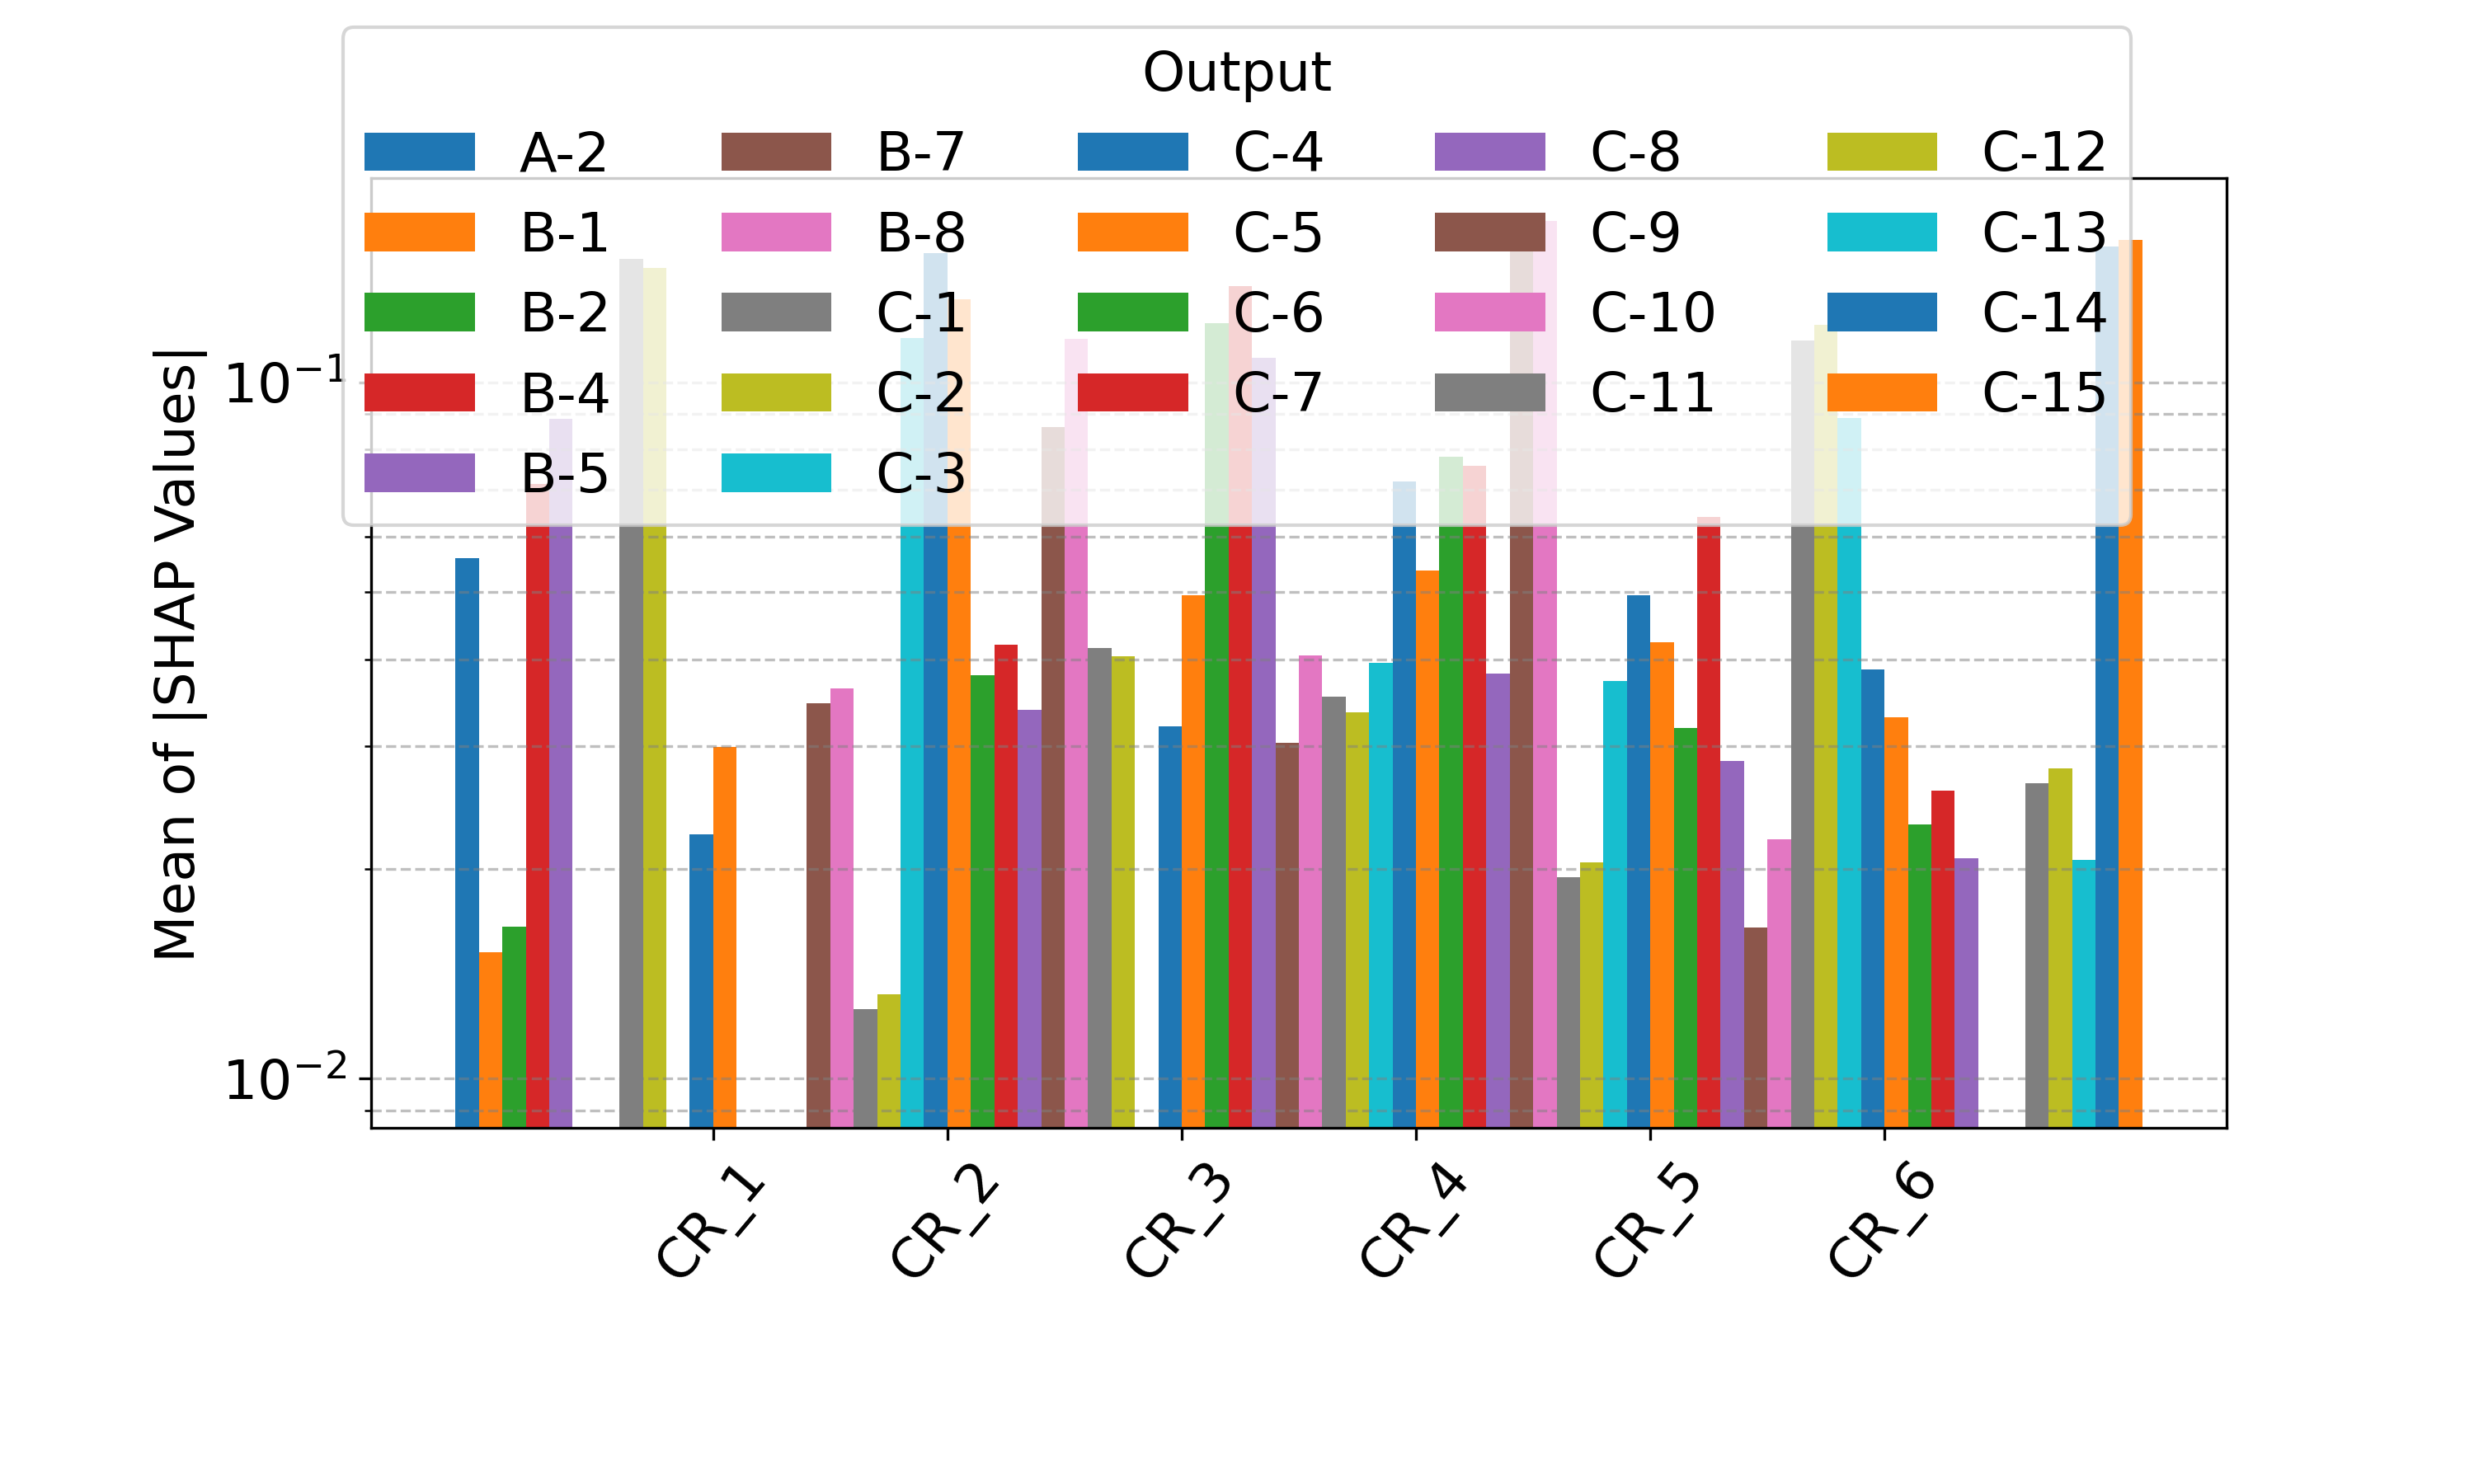 Output
A-2 B-7 C-4 C-8 C-12
B-1 B-8 C-5 C-9 C-13
B-2 C-1 C-6 C-10 C-14
B-4 C-2 C-7 C-11 C-15
B-5 C-3
Mean of |SHAP Values|
10⁻¹
10⁻²
CR_1 CR_2 CR_3 CR_4 CR_5 CR_6